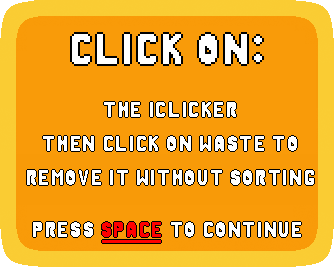 CLICK ON:
THE ICLICKER
THEN CLICK ON WASTE TO
REMOVE IT WITHOUT SORTING
PRESS SPACE TO CONTINUE